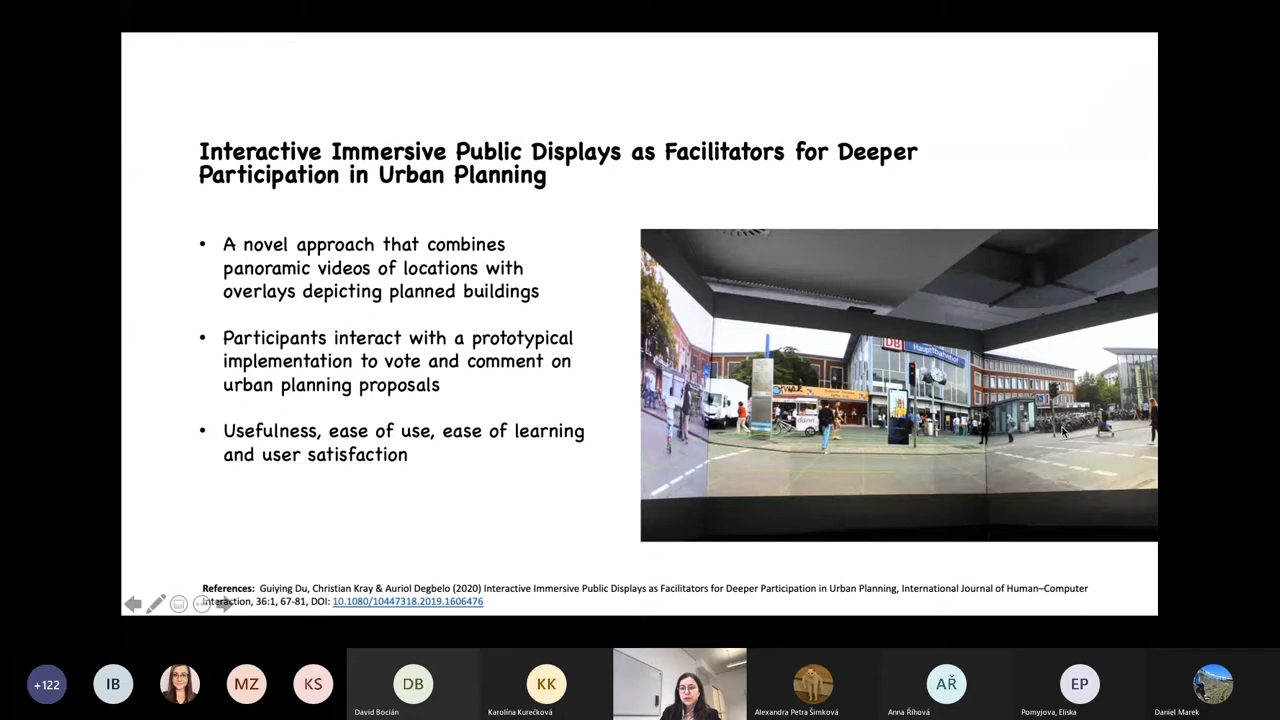 Interactive Immersive Public Displays as Facilitators for Deeper
Participation in Urban Planning
• A novel approach that combines
panoramic videos of locations with
overlays depicting planned buildings
• Participants interact with a prototypical
implementation to vote and comment on
urban planning proposals
• Usefulness, ease of use, ease of learning
and user satisfaction
DB Hauptbahnhof
dann
References: Guiying Du, Christian Kray & Auriol Degbelo (2020) Interactive Immersive Public Displays as Facilitators for Deeper Participation in Urban Planning, International Journal of Human–Computer
Interaction, 36:1, 67-81, DOI: 10.1080/10447318.2019.1606476
+122
IB
MZ
KS
DB
KK
AŘ
EP
David Bocián
Karolína Kurečková
Alexandra Petra Šimková
Anna Říhová
Pomyjova, Eliska
Daniel Marek